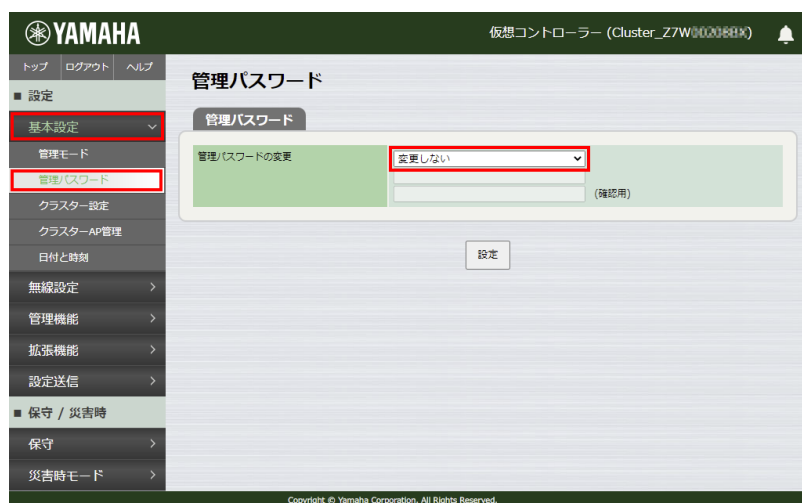 YAMAHA
仮想コントローラー (Cluster_Z7W
トップ ログアウト ヘルプ
■ 設定
基本設定
管理モード
管理パスワード
クラスター設定
クラスターAP管理
日付と時刻
無線設定
管理機能
拡張機能
設定送信
■ 保守 / 災害時
保守
災害時モード
管理パスワード
管理パスワード
管理パスワードの変更
変更しない
(確認用)
設定
Copyright © Yamaha Corporation. All Rights Reserved.